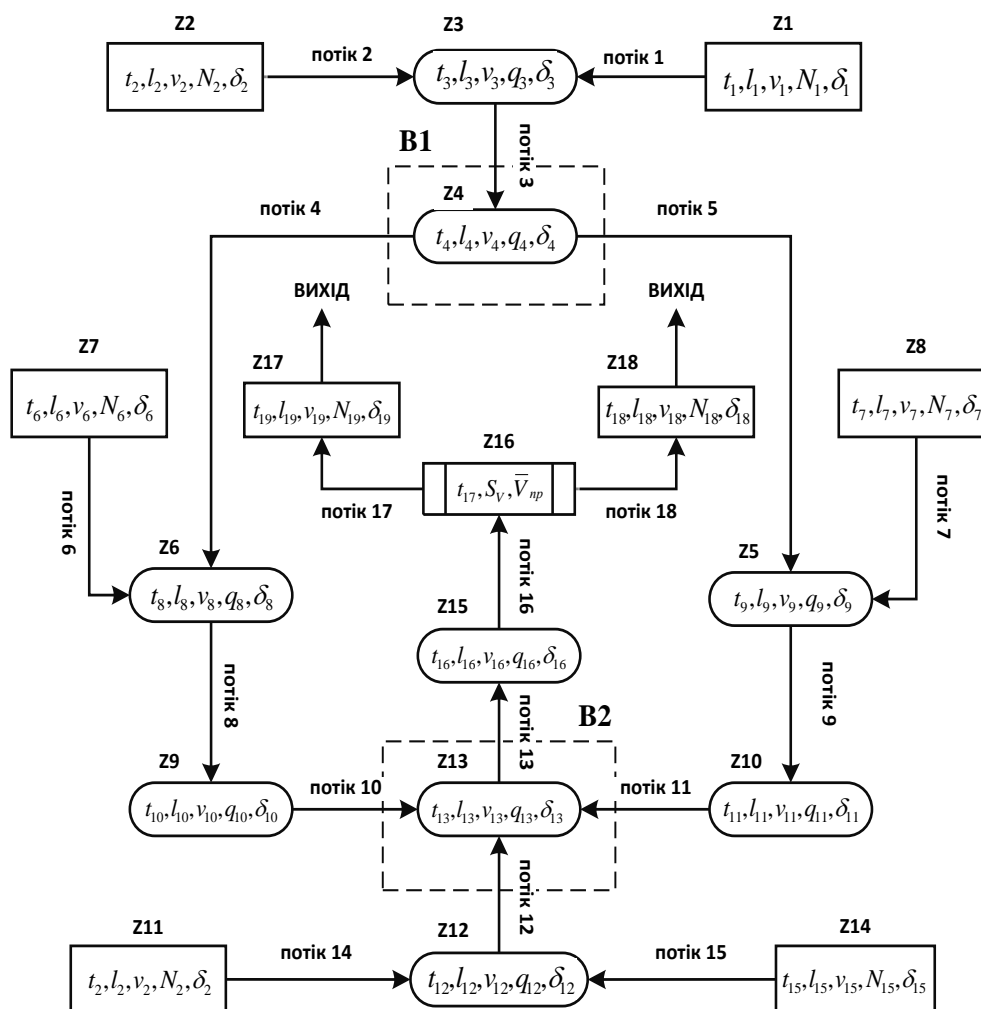 Z2
Z3
Z1
потік 2
потік 1
t₂,l₂,v₂,N₂,δ₂
t₃,l₃,v₃,q₃,δ₃
t₁,l₁,v₁,N₁,δ₁
B1
потік 3
Z4
потік 4
потік 5
t₄,l₄,v₄,q₄,δ₄
ВИХІД
ВИХІД
Z7
Z17
Z18
Z8
t₆,l₆,v₆,N₆,δ₆
t₁₉,l₁₉,v₁₉,N₁₉,δ₁₉
t₁₈,l₁₈,v₁₈,N₁₈,δ₁₈
t₇,l₇,v₇,N₇,δ₇
Z16
t₁₇,S_V,V̅_пр
потік 17
потік 18
потік 6
потік 7
Z6
потік 16
Z5
t₈,l₈,v₈,q₈,δ₈
t₉,l₉,v₉,q₉,δ₉
Z15
t₁₆,l₁₆,v₁₆,q₁₆,δ₁₆
потік 8
потік 9
B2
потік 13
Z9
Z13
Z10
потік 10
потік 11
t₁₀,l₁₀,v₁₀,q₁₀,δ₁₀
t₁₃,l₁₃,v₁₃,q₁₃,δ₁₃
t₁₁,l₁₁,v₁₁,q₁₁,δ₁₁
потік 12
Z11
Z12
Z14
потік 14
потік 15
t₂,l₂,v₂,N₂,δ₂
t₁₂,l₁₂,v₁₂,q₁₂,δ₁₂
t₁₅,l₁₅,v₁₅,N₁₅,δ₁₅